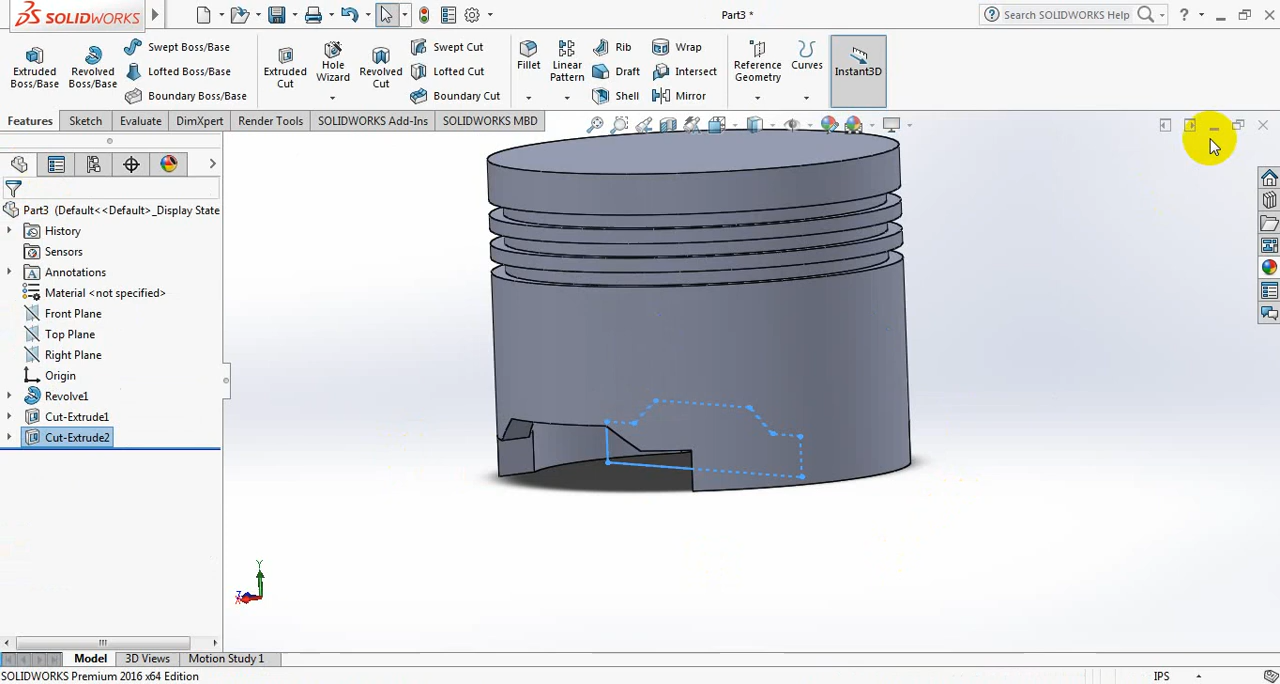 SOLIDWORKS
Part3 *
Search SOLIDWORKS Help
?
Extruded Boss/Base
Revolved Boss/Base
Swept Boss/Base
Lofted Boss/Base
Boundary Boss/Base
Extruded Cut
Hole Wizard
Revolved Cut
Swept Cut
Lofted Cut
Boundary Cut
Fillet
Linear Pattern
Rib
Draft
Shell
Wrap
Intersect
Mirror
Reference Geometry
Curves
Instant3D
Features
Sketch
Evaluate
DimXpert
Render Tools
SOLIDWORKS Add-Ins
SOLIDWORKS MBD
Part3 (Default<<Default>_Display State
History
Sensors
Annotations
Material <not specified>
Front Plane
Top Plane
Right Plane
Origin
Revolve1
Cut-Extrude1
Cut-Extrude2
Y
Model
3D Views
Motion Study 1
SOLIDWORKS Premium 2016 x64 Edition
IPS